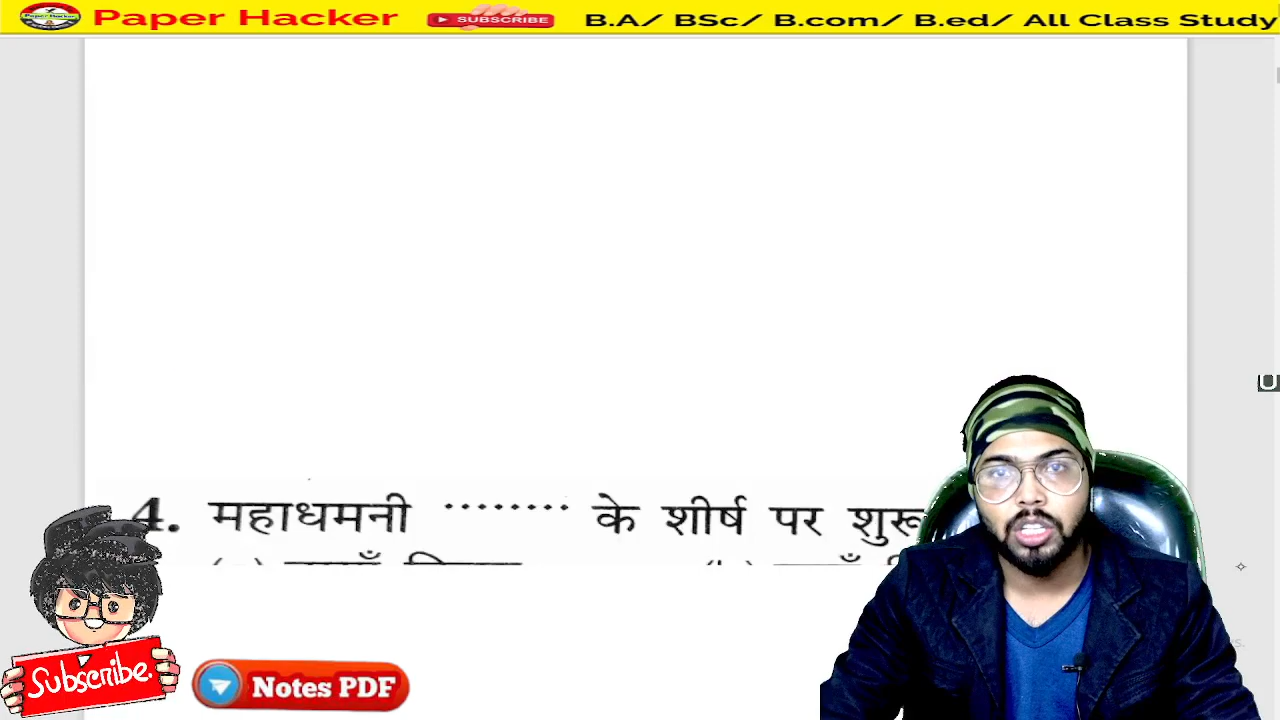 Paper Hacker
SUBSCRIBE
B.A/ BSc/ B.com/ B.ed/ All Class Study
4. महाधमनी ········ के शीर्ष पर शुरू
Subscribe.
Notes PDF